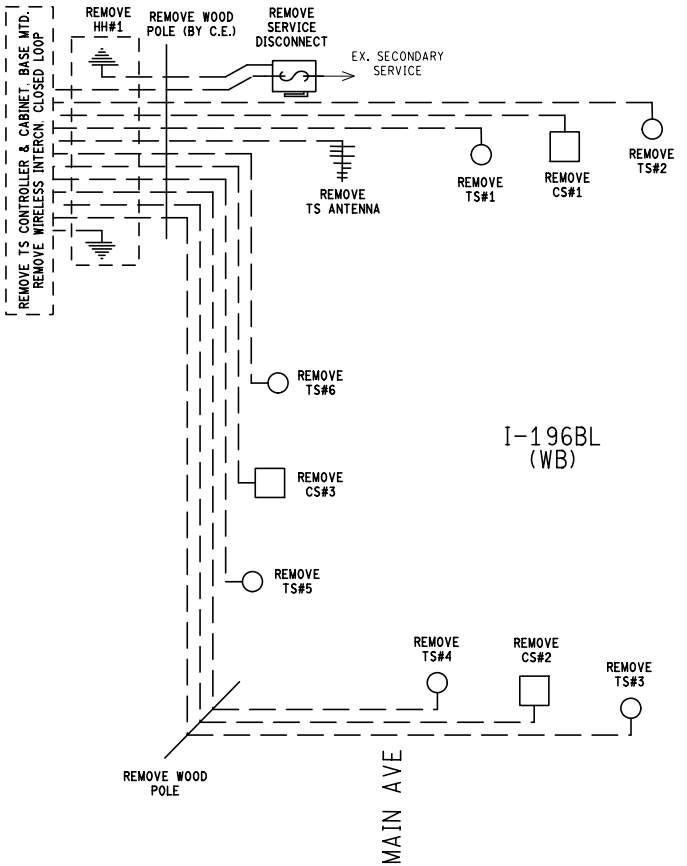 REMOVE TS CONTROLLER & CABINET, BASE MTD.
REMOVE WIRELESS INTERCN. CLOSED LOOP
REMOVE
HH#1
REMOVE WOOD
POLE (BY C.E.)
REMOVE
SERVICE
DISCONNECT
EX. SECONDARY
SERVICE
REMOVE
TS ANTENNA
REMOVE
TS#1
REMOVE
CS#1
REMOVE
TS#2
REMOVE
TS#6
I-196BL
(WB)
REMOVE
CS#3
REMOVE
TS#5
REMOVE
TS#4
REMOVE
CS#2
REMOVE
TS#3
REMOVE WOOD
POLE
MAIN AVE